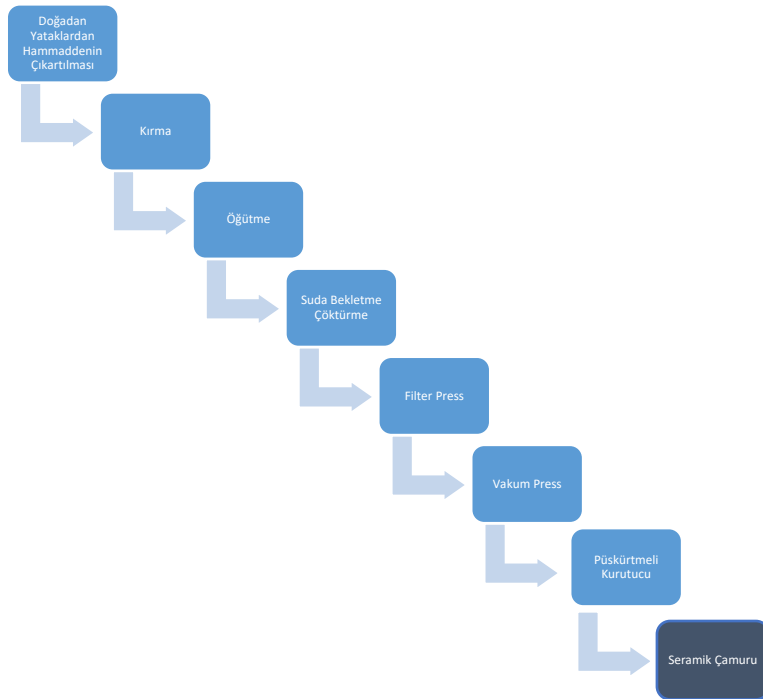 Doğadan
Yataklardan
Hammaddenin
Çıkartılması
Kırma
Öğütme
Suda Bekletme
Çöktürme
Filter Press
Vakum Press
Püskürtmeli
Kurutucu
Seramik Çamuru